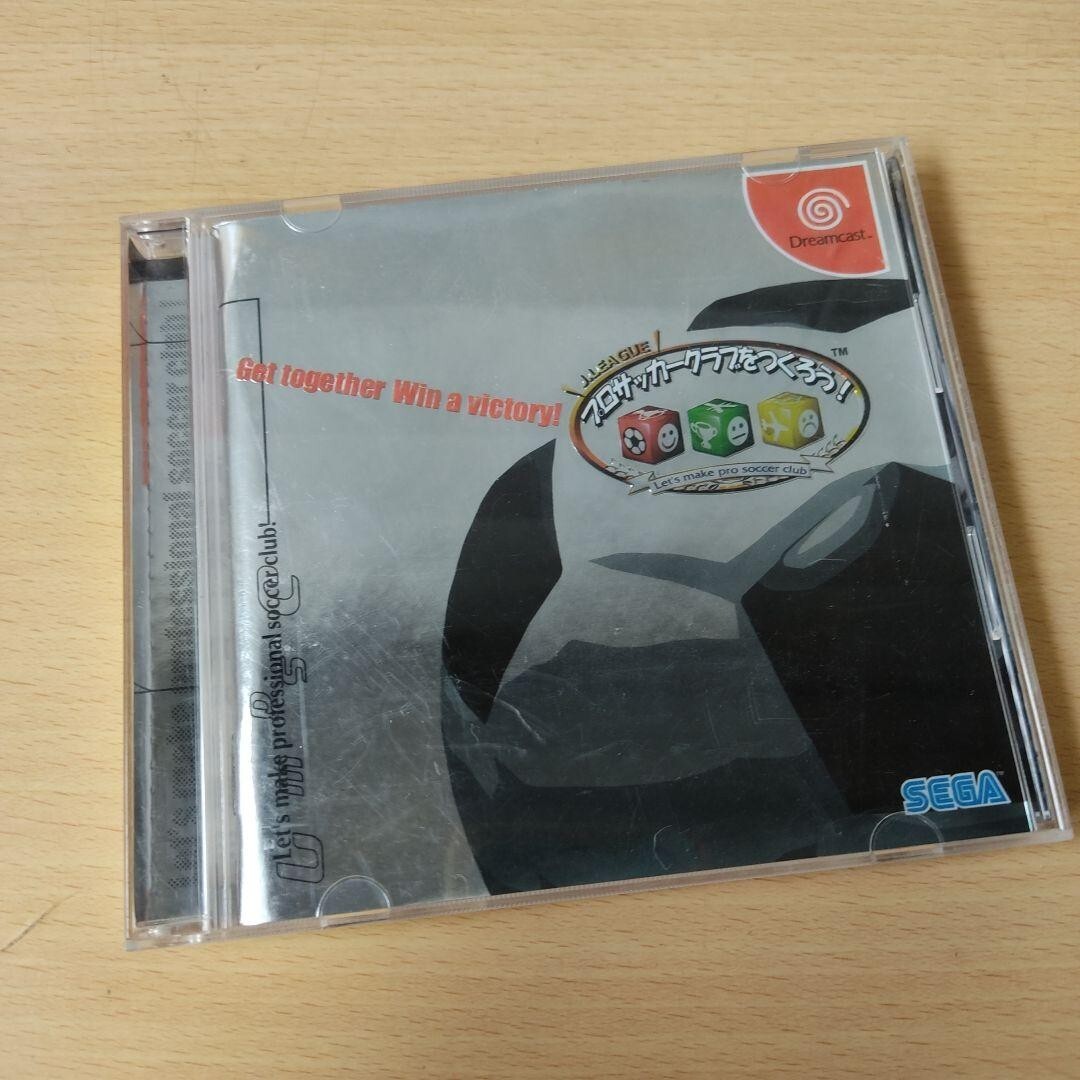 Dreamcast™
Get together Win a victory!
J.LEAGUE
プロサッカークラブをつくろう!
TM
Let's make pro soccer club
Let's make professional soccer club!
SEGA